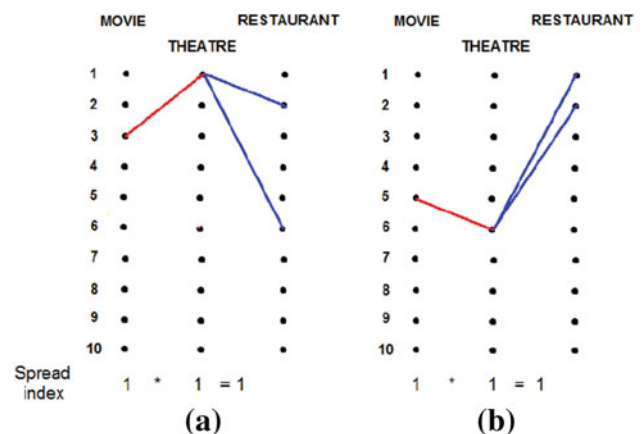 MOVIE RESTAURANT MOVIE RESTAURANT
THEATRE THEATRE
1 1
2 2
3 3
4 4
5 5
6 6
7 7
8 8
9 9
10 10
Spread
index 1 * 1 = 1 1 * 1 = 1
(a) (b)